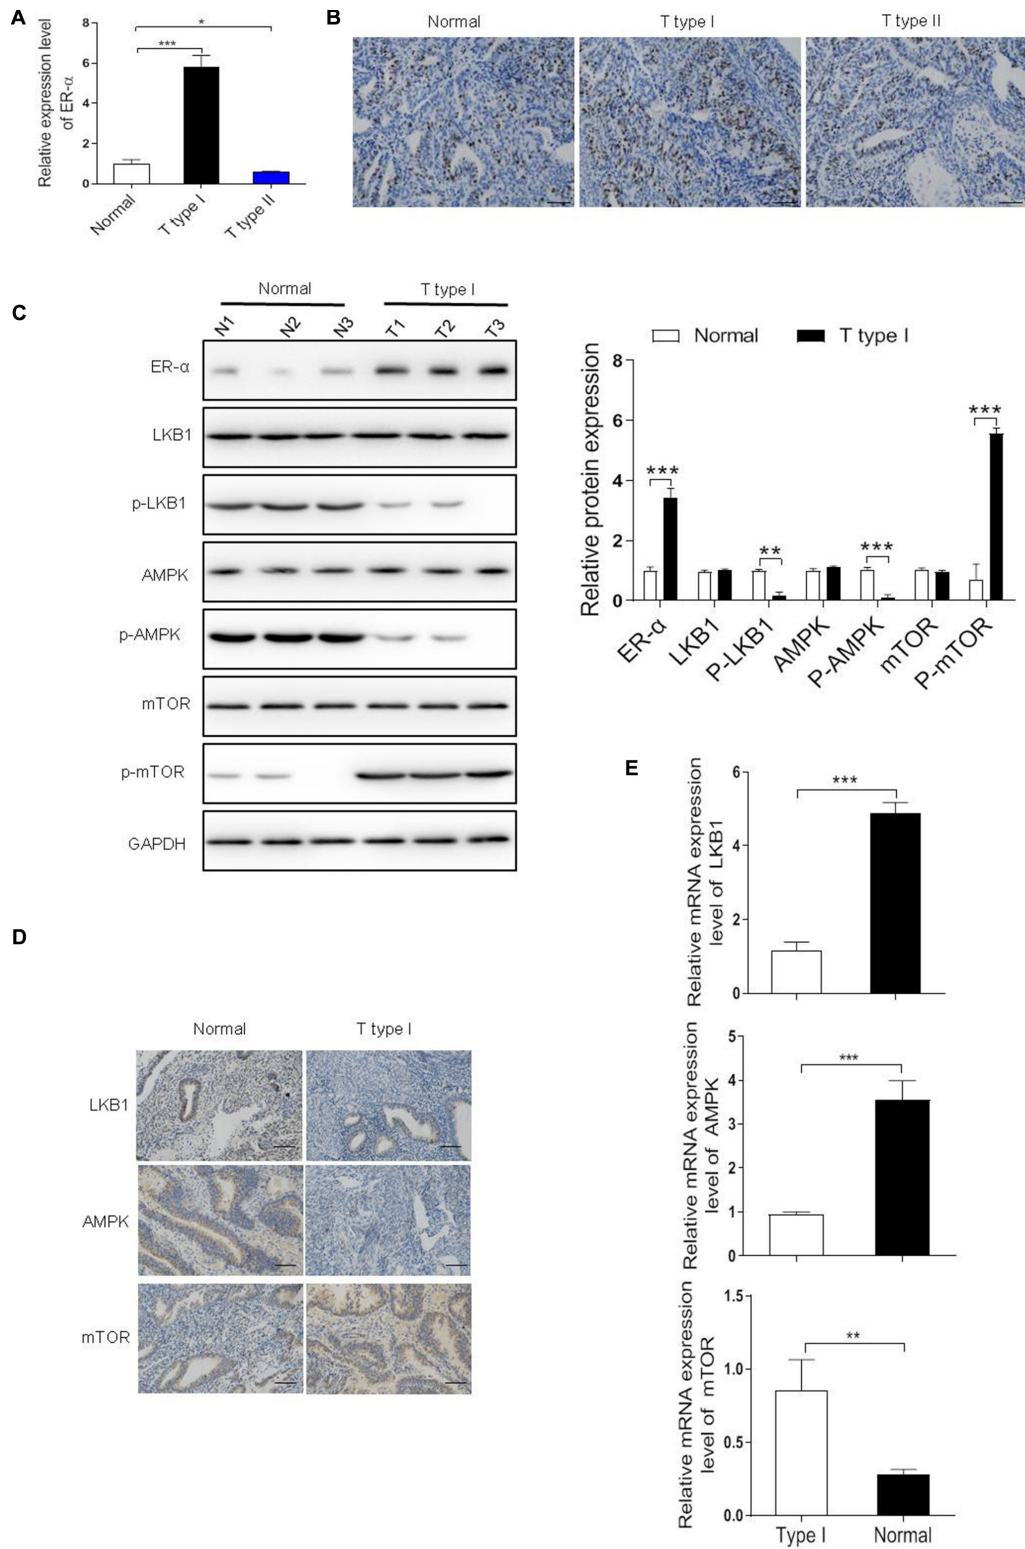 A
Relative expression level
of ER-α
8
6
4
2
0
***
*
Normal
T type I
T type II
B
Normal
T type I
T type II
C
Normal
T type I
N1
N2
N3
T1
T2
T3
ER-α
LKB1
p-LKB1
AMPK
p-AMPK
mTOR
p-mTOR
GAPDH
Normal
T type I
Relative protein expression
8
6
4
2
0
***
**
***
***
ER-α
LKB1
P-LKB1
AMPK
P-AMPK
mTOR
P-mTOR
D
Normal
T type I
LKB1
AMPK
mTOR
E
Relative mRNA expression
level of LKB1
6
4
2
0
***
Relative mRNA expression
level of AMPK
5
4
3
2
1
0
***
Relative mRNA expression
level of mTOR
1.5
1.0
0.5
0.0
**
Type I
Normal